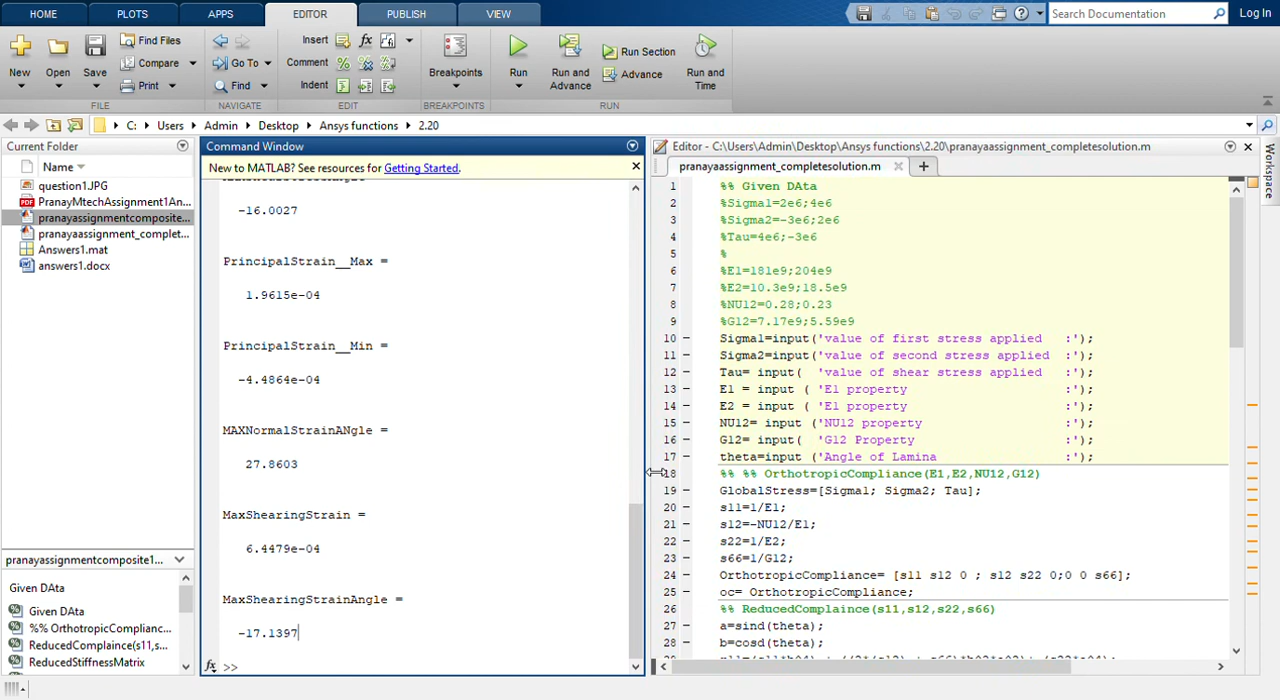 HOME PLOTS APPS EDITOR PUBLISH VIEW Search Documentation Log In
New Open Save Find Files Compare Print
FILE
Go To Find
NAVIGATE
Insert fx
Comment
Indent
EDIT
Breakpoints
BREAKPOINTS
Run Run and Advance Run Section Advance Run and Time
RUN
C: Users Admin Desktop Ansys functions 2.20
Current Folder
Name
question1.JPG
PranayMtechAssignment1An...
pranayassignmentcomposite...
pranayaassignment_complet...
Answers1.mat
answers1.docx
pranayassignmentcomposite1...
Given DAta
Given DAta
%% OrthotropicComplianc...
ReducedComplaince(s11,s...
ReducedStiffnessMatrix
Command Window
New to MATLAB? See resources for Getting Started.
-16.0027
PrincipalStrain__Max =
1.9615e-04
PrincipalStrain__Min =
-4.4864e-04
MAXNormalStrainANgle =
27.8603
MaxShearingStrain =
6.4479e-04
MaxShearingStrainAngle =
-17.1397
fx >>
Editor - C:\Users\Admin\Desktop\Ansys functions\2.20\pranayaassignment_completesolution.m
pranayaassignment_completesolution.m
1 %% Given DAta
2 %Sigma1=2e6;4e6
3 %Sigma2=-3e6;2e6
4 %Tau=4e6;-3e6
5 %
6 %E1=181e9;204e9
7 %E2=10.3e9;18.5e9
8 %NU12=0.28;0.23
9 %G12=7.17e9;5.59e9
10 Sigma1=input('value of first stress applied :');
11 Sigma2=input('value of second stress applied :');
12 Tau= input( 'value of shear stress applied :');
13 E1 = input ( 'E1 property :');
14 E2 = input ( 'E1 property :');
15 NU12= input ('NU12 property :');
16 G12= input( 'G12 Property :');
17 theta=input ('Angle of Lamina :');
18 %% %% OrthotropicCompliance(E1,E2,NU12,G12)
19 GlobalStress=[Sigma1; Sigma2; Tau];
20 s11=1/E1;
21 s12=-NU12/E1;
22 s22=1/E2;
23 s66=1/G12;
24 OrthotropicCompliance= [s11 s12 0 ; s12 s22 0;0 0 s66];
25 oc= OrthotropicCompliance;
26 %% ReducedComplaince(s11,s12,s22,s66)
27 a=sind(theta);
28 b=cosd(theta);
Workspace